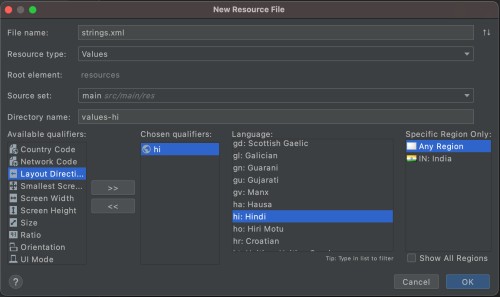 New Resource File
File name: strings.xml
Resource type: Values
Root element: resources
Source set: main src/main/res
Directory name: values-hi
Available qualifiers: Chosen qualifiers: Language: Specific Region Only:
Country Code
Network Code
Layout Directi...
Smallest Scre...
Screen Width
Screen Height
Size
Ratio
Orientation
UI Mode
>>
<<
hi
gd: Scottish Gaelic
gl: Galician
gn: Guarani
gu: Gujarati
gv: Manx
ha: Hausa
hi: Hindi
ho: Hiri Motu
hr: Croatian
Tip: Type in list to filter
Any Region
IN: India
Show All Regions
?
Cancel
OK